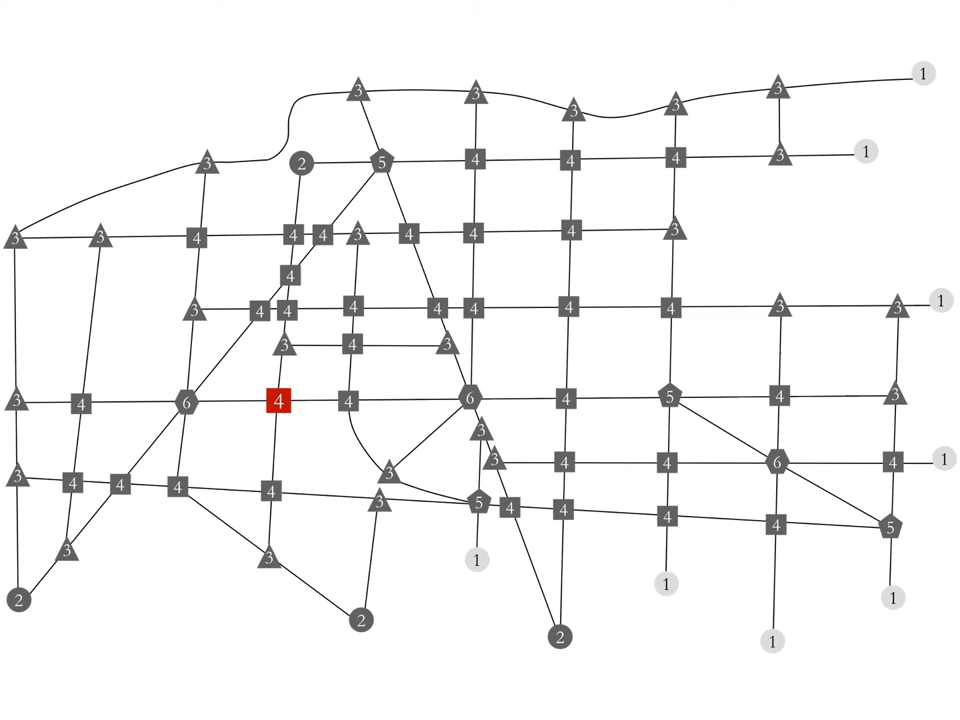 1
3 3 3 3 3
3 2 5 4 4 4 3 1
3 3 4 4 4 3 4 4 4 3
4
3 4 4 4 4 4 4 4 3 3 1
3 4 3
3 4 6 4 4 6 4 5 4 3
3
3 4 4 6 4 1
3 4 4 4 4 3 3 5 4 4 4 4 5
3 3 1
2 1 1
2 2 1